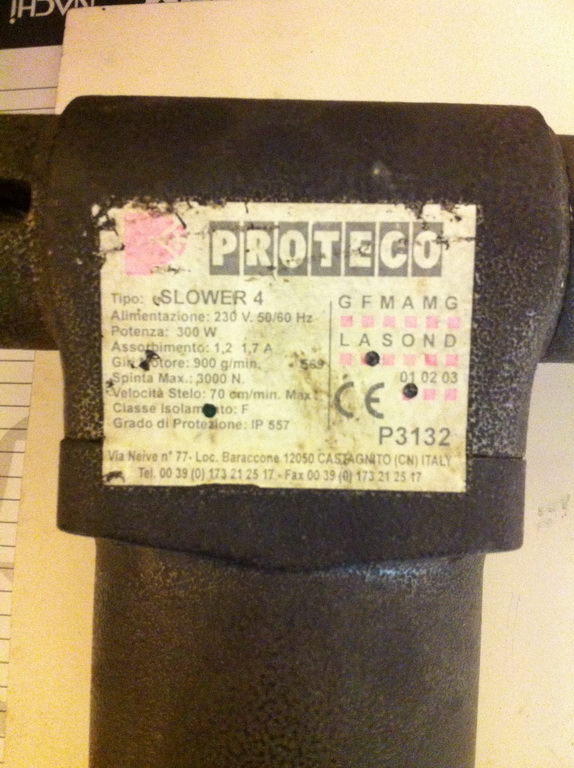 PROTECO
Tipo: SLOWER 4
Alimentazione: 230 V. 50/60 Hz
Potenza: 300 W
Assorbimento: 1,2 1,7 A
motore: 900 g/min.
Spinta Max.: 3000 N.
Velocità Stelo: 70 cm/min. Max
Classe F
Grado di Protezione: IP 557
G F M A M G
L A S O N D
01 02 03
CE
P3132
Via Neive n° 77- Loc. Baraccone 12050 CASTAGNITO (CN) ITALY
Tel. 00 39 (0) 173 21 25 17 - Fax 00 39 (0) 173 21 25 17